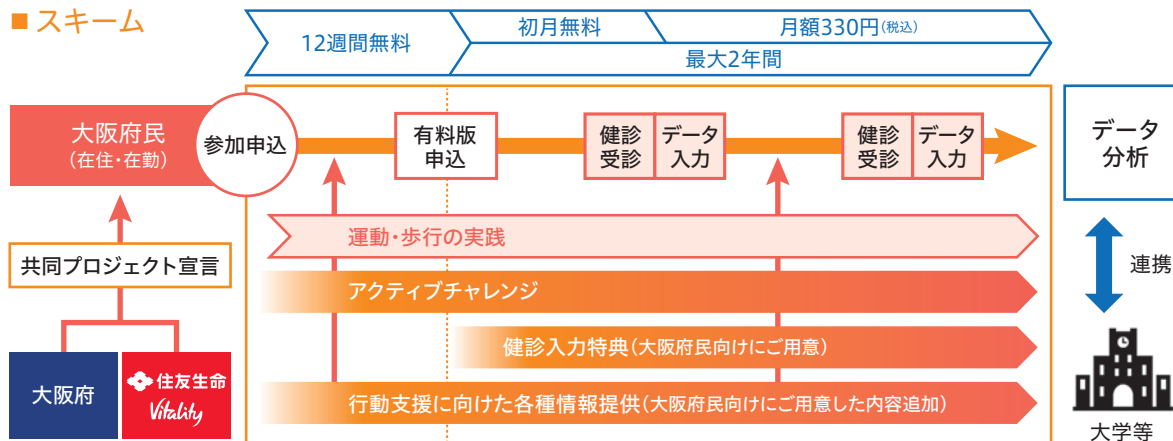 ■ スキーム
12週間無料
初月無料
月額330円(税込)
最大2年間
大阪府民
(在住・在勤)
参加申込
有料版
申込
健診
受診
データ
入力
健診
受診
データ
入力
データ
分析
運動・歩行の実践
共同プロジェクト宣言
連携
アクティブチャレンジ
健診入力特典(大阪府民向けにご用意)
大阪府
住友生命
Vitality
行動支援に向けた各種情報提供(大阪府民向けにご用意した内容追加)
大学等